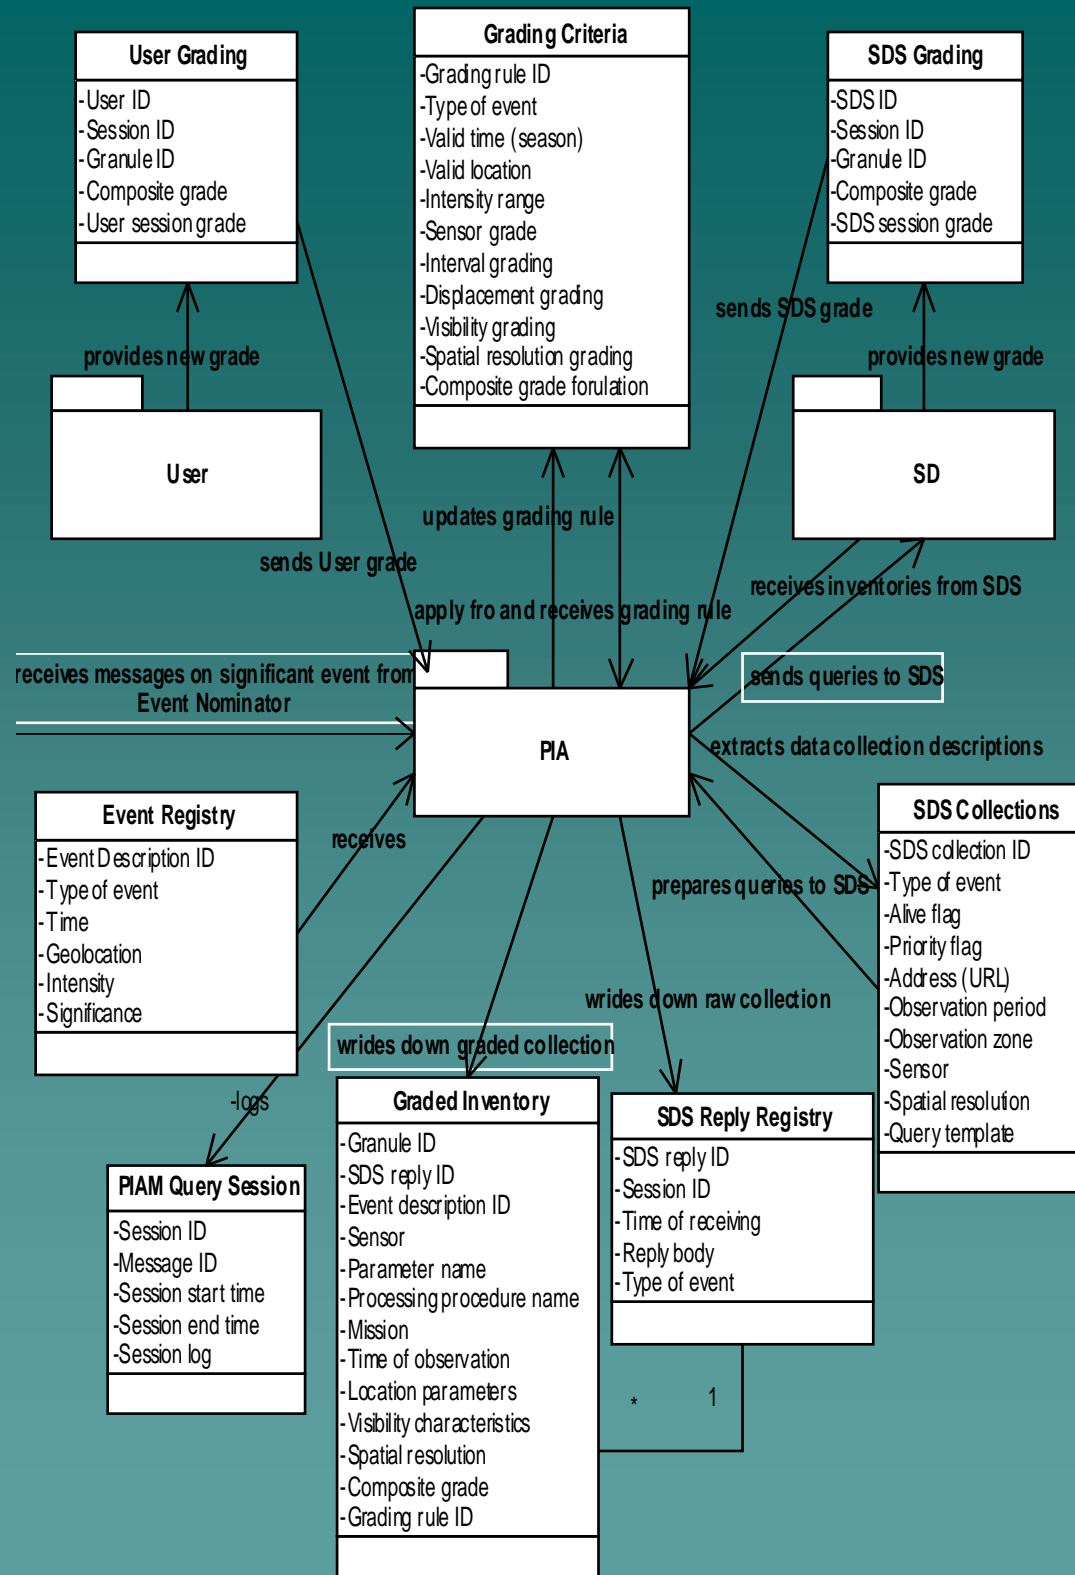 User Grading
-User ID
-Session ID
-Granule ID
-Composite grade
-User session grade
Grading Criteria
-Grading rule ID
-Type of event
-Valid time (season)
-Valid location
-Intensity range
-Sensor grade
-Interval grading
-Displacement grading
-Visibility grading
-Spatial resolution grading
-Composite grade forulation
SDS Grading
-SDS ID
-Session ID
-Granule ID
-Composite grade
-SDS session grade
sends SDS grade
provides new grade
provides new grade
User
SD
updates grading rule
sends User grade
receives inventories from SDS
apply fro and receives grading rule
receives messages on significant event from
Event Nominator
sends queries to SDS
PIA
extracts data collection descriptions
Event Registry
-Event Description ID
-Type of event
-Time
-Geolocation
-Intensity
-Significance
receives
SDS Collections
-SDS collection ID
-Type of event
-Alive flag
-Priority flag
-Address (URL)
-Observation period
-Observation zone
-Sensor
-Spatial resolution
-Query template
prepares queries to SDS
wrides down raw collection
wrides down graded collection
-logs
PIAM Query Session
-Session ID
-Message ID
-Session start time
-Session end time
-Session log
Graded Inventory
-Granule ID
-SDS reply ID
-Event description ID
-Sensor
-Parameter name
-Processing procedure name
-Mission
-Time of observation
-Location parameters
-Visibility characteristics
-Spatial resolution
-Composite grade
-Grading rule ID
SDS Reply Registry
-SDS reply ID
-Session ID
-Time of receiving
-Reply body
-Type of event
* 1